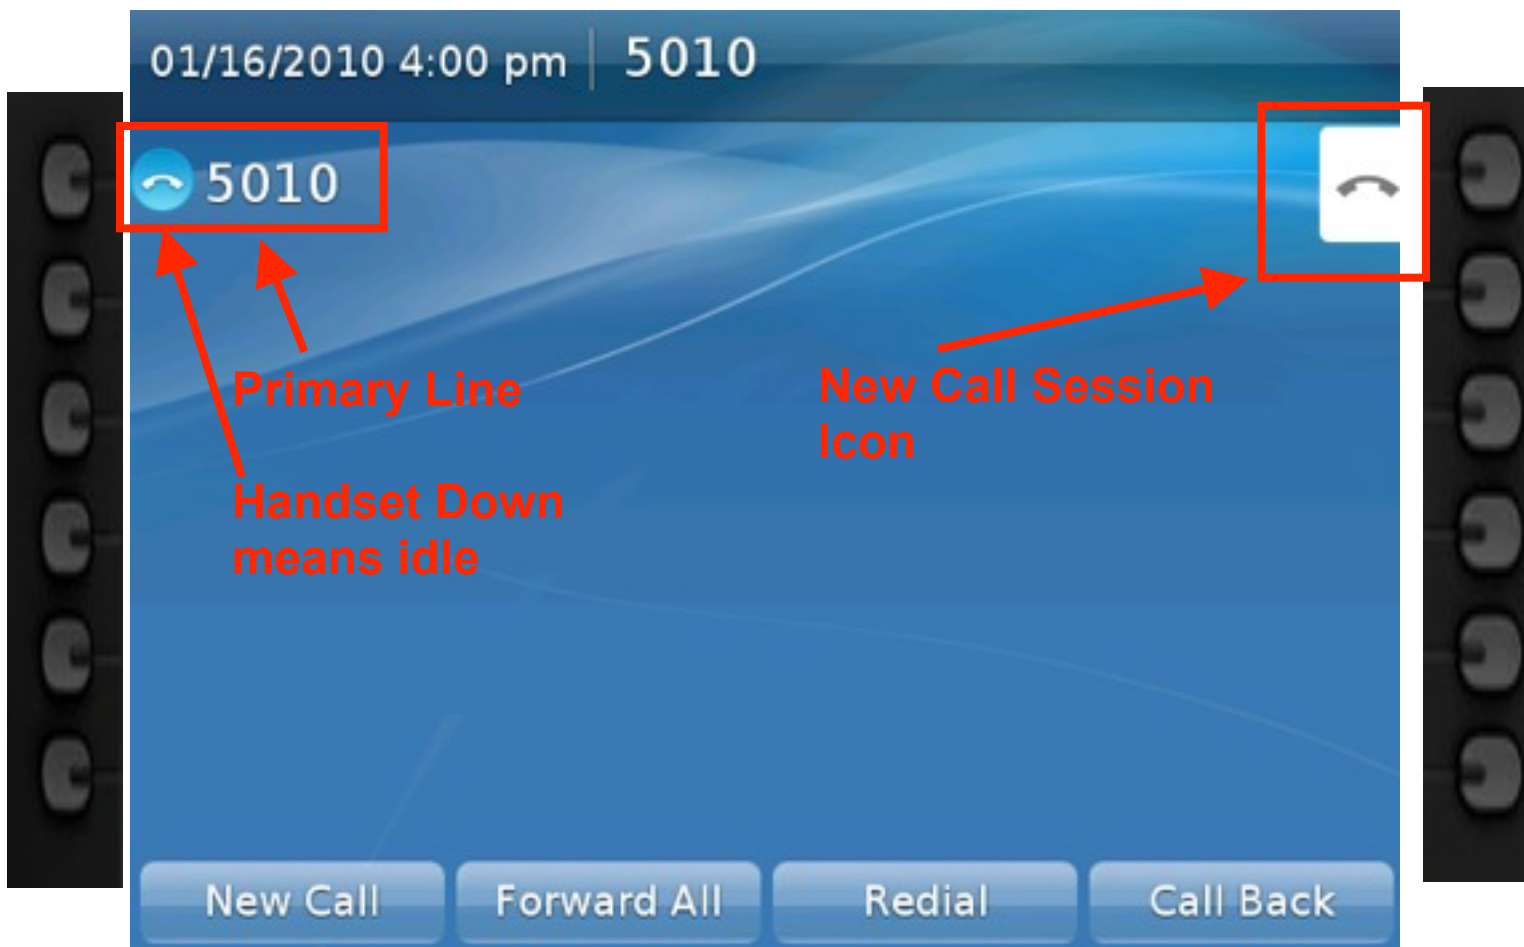 01/16/2010 4:00 pm 5010
5010
Primary Line
New Call Session
Icon
Handset Down
means idle
New Call Forward All Redial Call Back